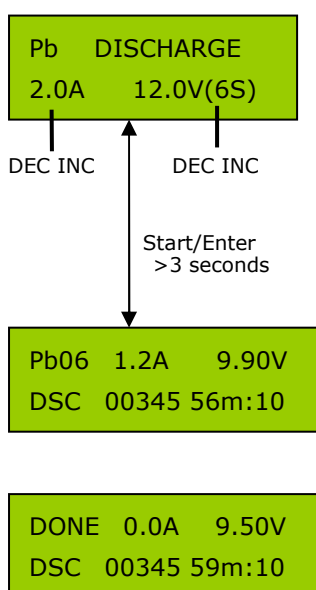 Pb DISCHARGE
2.0A 12.0V(6S)
DEC INC DEC INC
Start/Enter
>3 seconds
Pb06 1.2A 9.90V
DSC 00345 56m:10
DONE 0.0A 9.50V
DSC 00345 59m:10